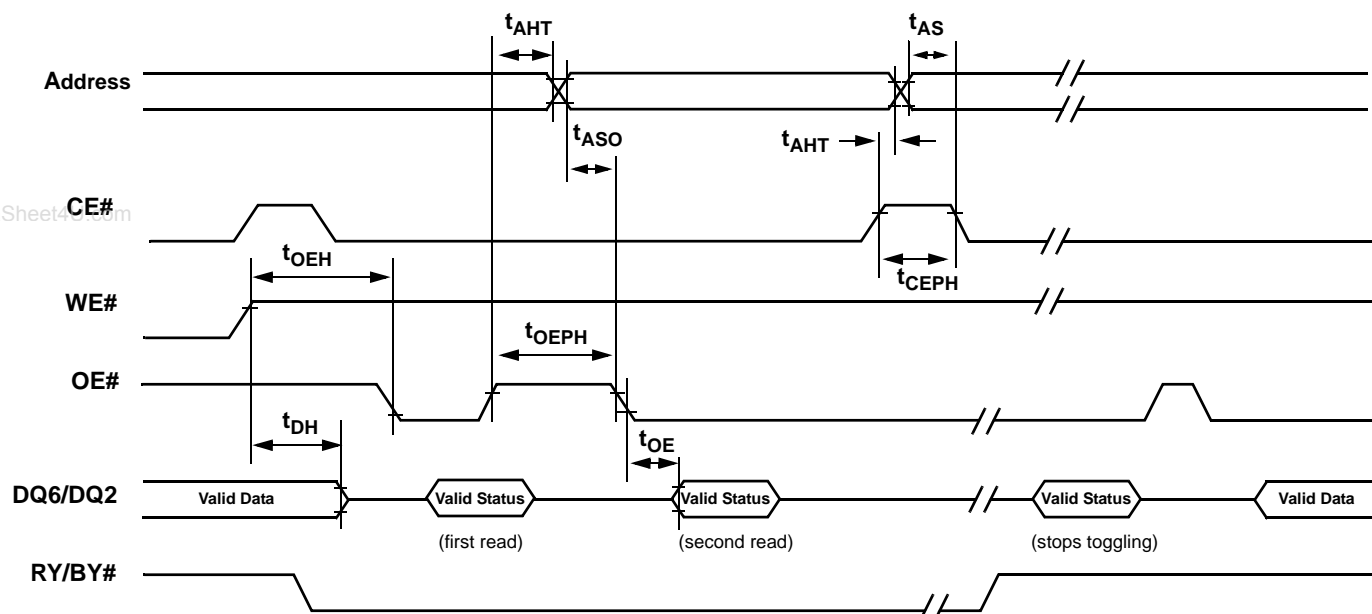 tAHT
tAS
Address
tASO
tAHT
Sheet4U.com
CE#
tOEH
tCEPH
WE#
tOEPH
OE#
tDH
tOE
DQ6/DQ2
Valid Data
Valid Status
Valid Status
Valid Status
Valid Data
(first read)
(second read)
(stops toggling)
RY/BY#